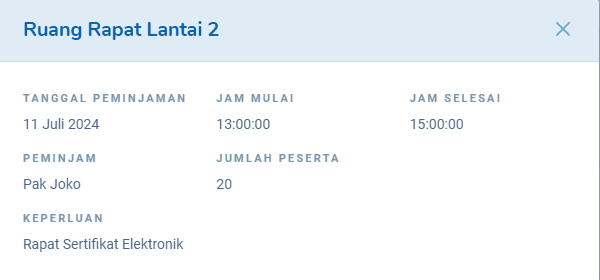 Ruang Rapat Lantai 2
TANGGAL PEMINJAMAN JAM MULAI JAM SELESAI
11 Juli 2024 13:00:00 15:00:00
PEMINJAM JUMLAH PESERTA
Pak Joko 20
KEPERLUAN
Rapat Sertifikat Elektronik